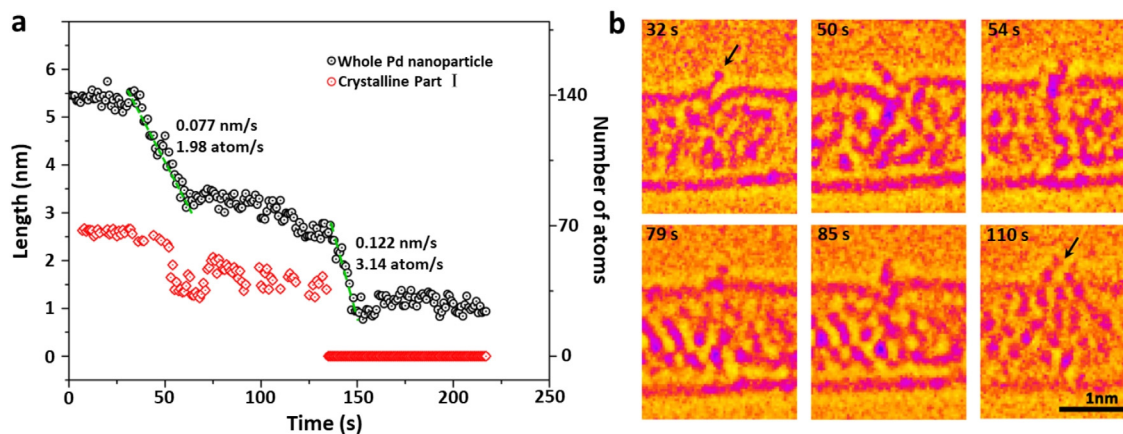 a
Whole Pd nanoparticle
Crystalline Part I
0.077 nm/s
1.98 atom/s
0.122 nm/s
3.14 atom/s
Length (nm)
6
5
4
3
2
1
0
Number of atoms
140
70
0
0
50
100
150
200
250
Time (s)
b
32 s
50 s
54 s
79 s
85 s
110 s
1nm